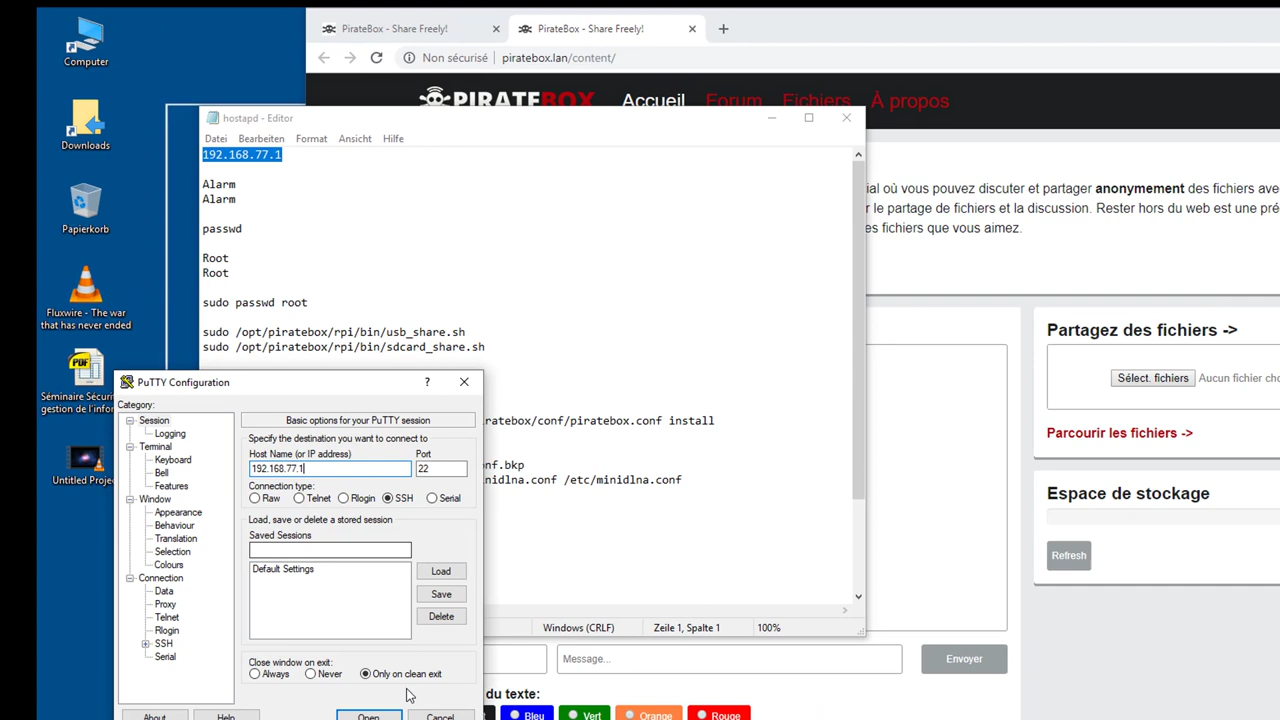 Computer
Downloads
Papierkorb
Fluxwire - The war
that has never ended
PDF
Séminaire Sécuri
gestion de l'infor
Untitled Proje
PirateBox - Share Freely!
PirateBox - Share Freely!
Non sécurisé
piratebox.lan/content/
PIRATEBOX
Accueil
Forum
Fichiers
À propos
hostapd - Editor
Datei
Bearbeiten
Format
Ansicht
Hilfe
192.168.77.1
Alarm
Alarm
passwd
Root
Root
sudo passwd root
sudo /opt/piratebox/rpi/bin/usb_share.sh
sudo /opt/piratebox/rpi/bin/sdcard_share.sh
ratebox/conf/piratebox.conf install
nf.bkp
nidlna.conf /etc/minidlna.conf
Windows (CRLF)
Zeile 1, Spalte 1
100%
PuTTY Configuration
?
Category:
Session
Logging
Terminal
Keyboard
Bell
Features
Window
Appearance
Behaviour
Translation
Selection
Colours
Connection
Data
Proxy
Telnet
Rlogin
SSH
Serial
Basic options for your PuTTY session
Specify the destination you want to connect to
Host Name (or IP address)
Port
192.168.77.1
22
Connection type:
Raw
Telnet
Rlogin
SSH
Serial
Load, save or delete a stored session
Saved Sessions
Default Settings
Load
Save
Delete
Close window on exit:
Always
Never
Only on clean exit
About
Help
Open
Cancel
ial où vous pouvez discuter et partager anonymement des fichiers ave
r le partage de fichiers et la discussion. Rester hors du web est une pré
es fichiers que vous aimez.
Partagez des fichiers ->
Sélect. fichiers
Aucun fichier cho
Parcourir les fichiers ->
Espace de stockage
Refresh
Message...
Envoyer
du texte:
Bleu
Vert
Orange
Rouge